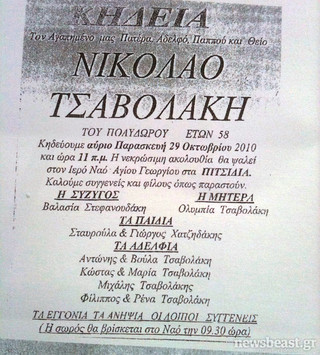 ΚΗΔΕΙΑ
Τον Αγαπημένο μας Πατέρα, Αδελφό, Παππού και Θείο
ΝΙΚΟΛΑΟ
ΤΣΑΒΟΛΑΚΗ
ΤΟΥ ΠΟΛΥΔΩΡΟΥ ΕΤΩΝ 58
Κηδεύουμε αύριο Παρασκευή 29 Οκτωβρίου 2010
και ώρα 11 π.μ. Η νεκρώσιμη ακολουθία θα ψαλεί
στον Ιερό Ναό Αγίου Γεωργίου στα ΠΙΤΣΙΔΙΑ.
Καλούμε συγγενείς και φίλους όπως παραστούν.
Η ΣΥΖΥΓΟΣ Η ΜΗΤΕΡΑ
Βαλασία Στεφανουδάκη Ολυμπία Τσαβολάκη
ΤΑ ΠΑΙΔΙΑ
Σταυρούλα & Γιώργος Χατζηδάκης
ΤΑ ΑΔΕΛΦΙΑ
Αντώνης & Βούλα Τσαβολάκη
Κώστας & Μαρία Τσαβολάκη
Μιχάλης Τσαβολάκης
Φίλιππος & Ρένα Τσαβολάκη
ΤΑ ΕΓΓΟΝΙΑ ΤΑ ΑΝΗΨΙΑ ΟΙ ΛΟΙΠΟΙ ΣΥΓΓΕΝΕΙΣ
( Η σωρός θα βρίσκεται στο Ναό την 09.30 ώρα)
newsbeast.gr